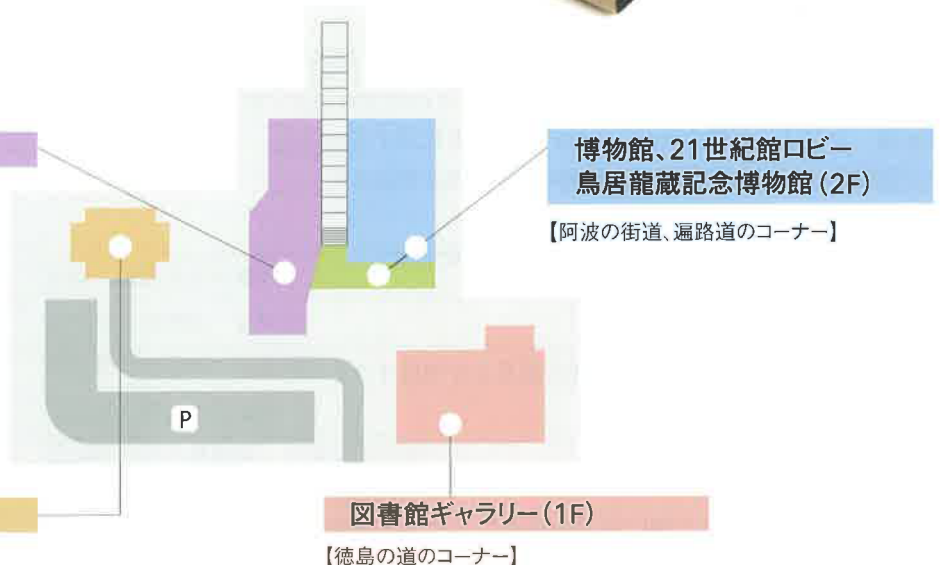 博物館、21世紀館ロビー
鳥居龍蔵記念博物館(2F)
【阿波の街道、遍路道のコーナー】
P
図書館ギャラリー(1F)
【徳島の道のコーナー】